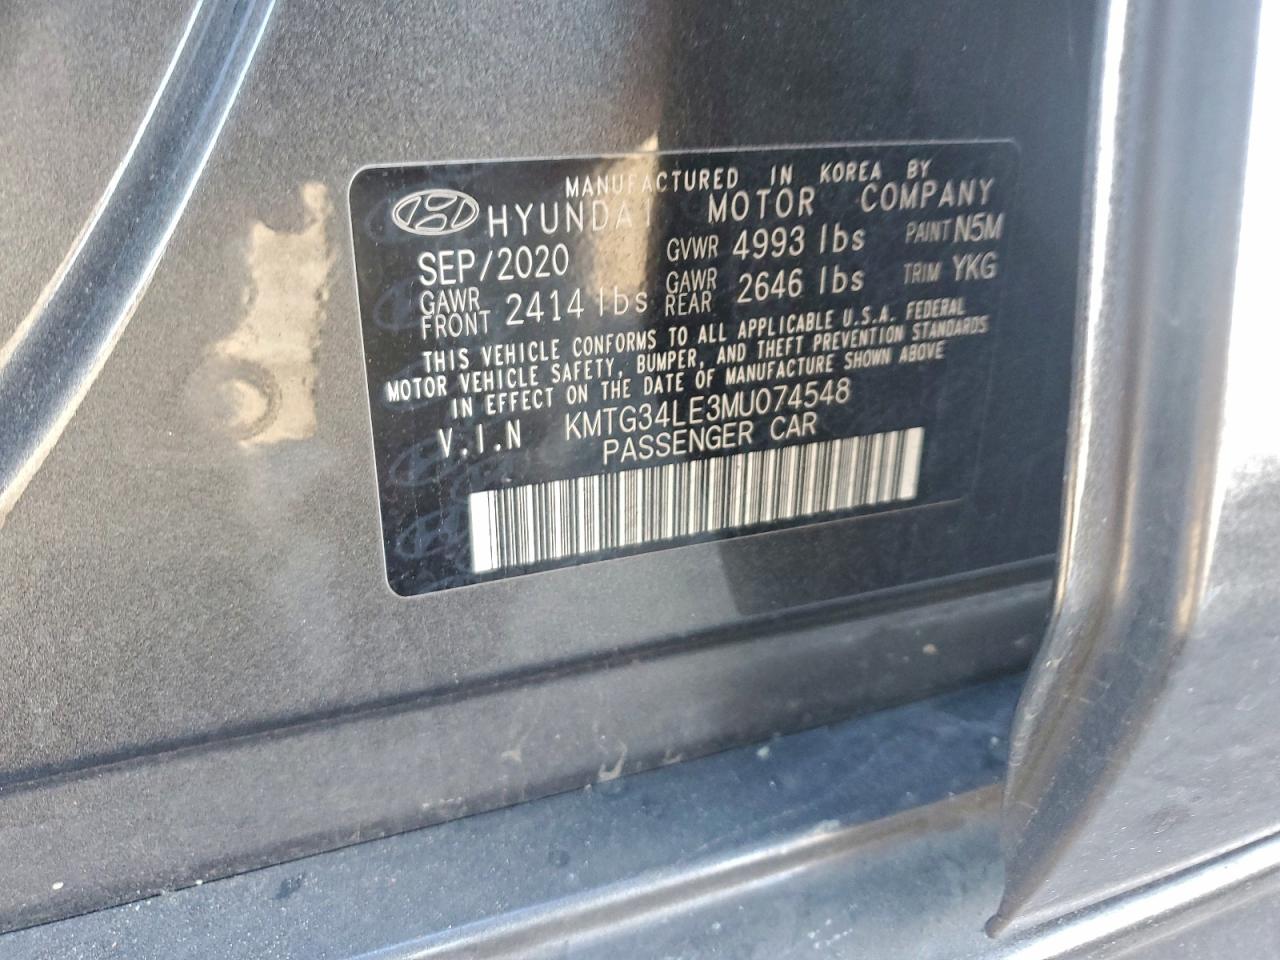 MANUFACTURED IN KOREA BY
HYUNDAI MOTOR COMPANY
SEP/2020 GVWR 4993 lbs PAINT N5M
GAWR FRONT 2414 lbs GAWR REAR 2646 lbs TRIM YKG
THIS VEHICLE CONFORMS TO ALL APPLICABLE U.S.A. FEDERAL
MOTOR VEHICLE SAFETY, BUMPER, AND THEFT PREVENTION STANDARDS
IN EFFECT ON THE DATE OF MANUFACTURE SHOWN ABOVE
V.I.N KMTG34LE3MU074548
PASSENGER CAR